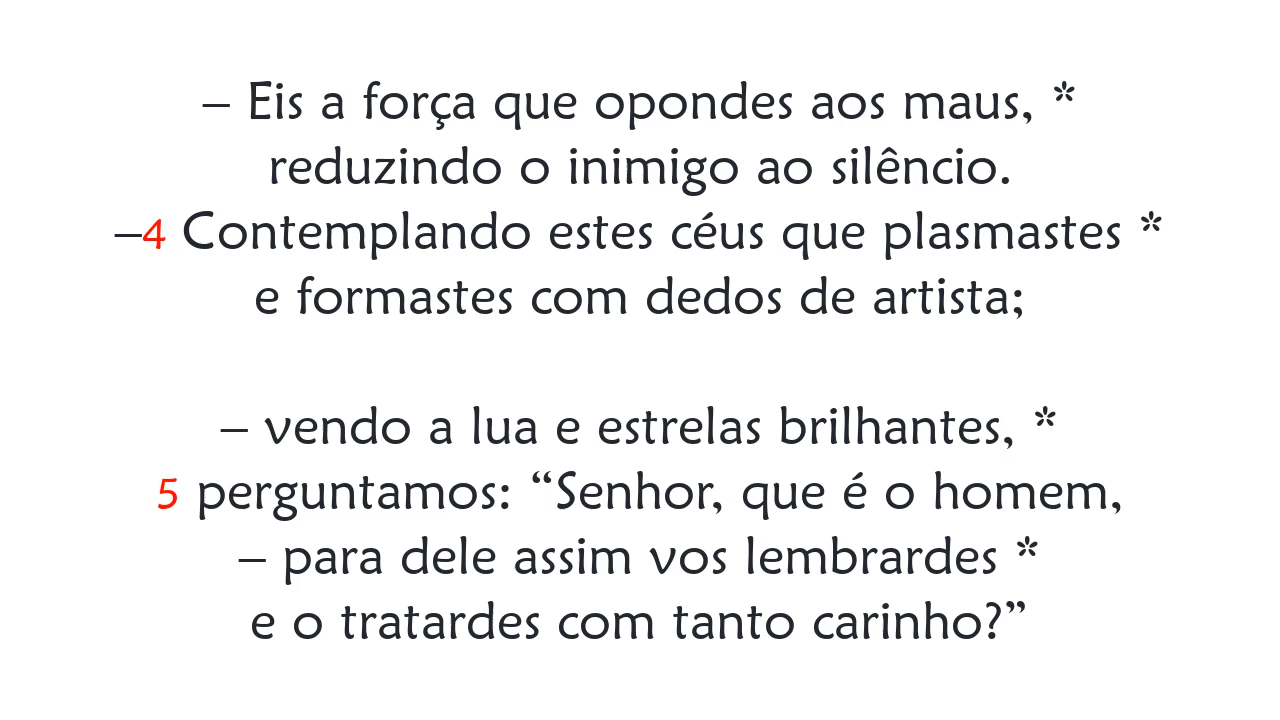 – Eis a força que opondes aos maus, *
reduzindo o inimigo ao silêncio.
–4 Contemplando estes céus que plasmastes *
e formastes com dedos de artista;
– vendo a lua e estrelas brilhantes, *
5 perguntamos: “Senhor, que é o homem,
– para dele assim vos lembrardes *
e o tratardes com tanto carinho?”